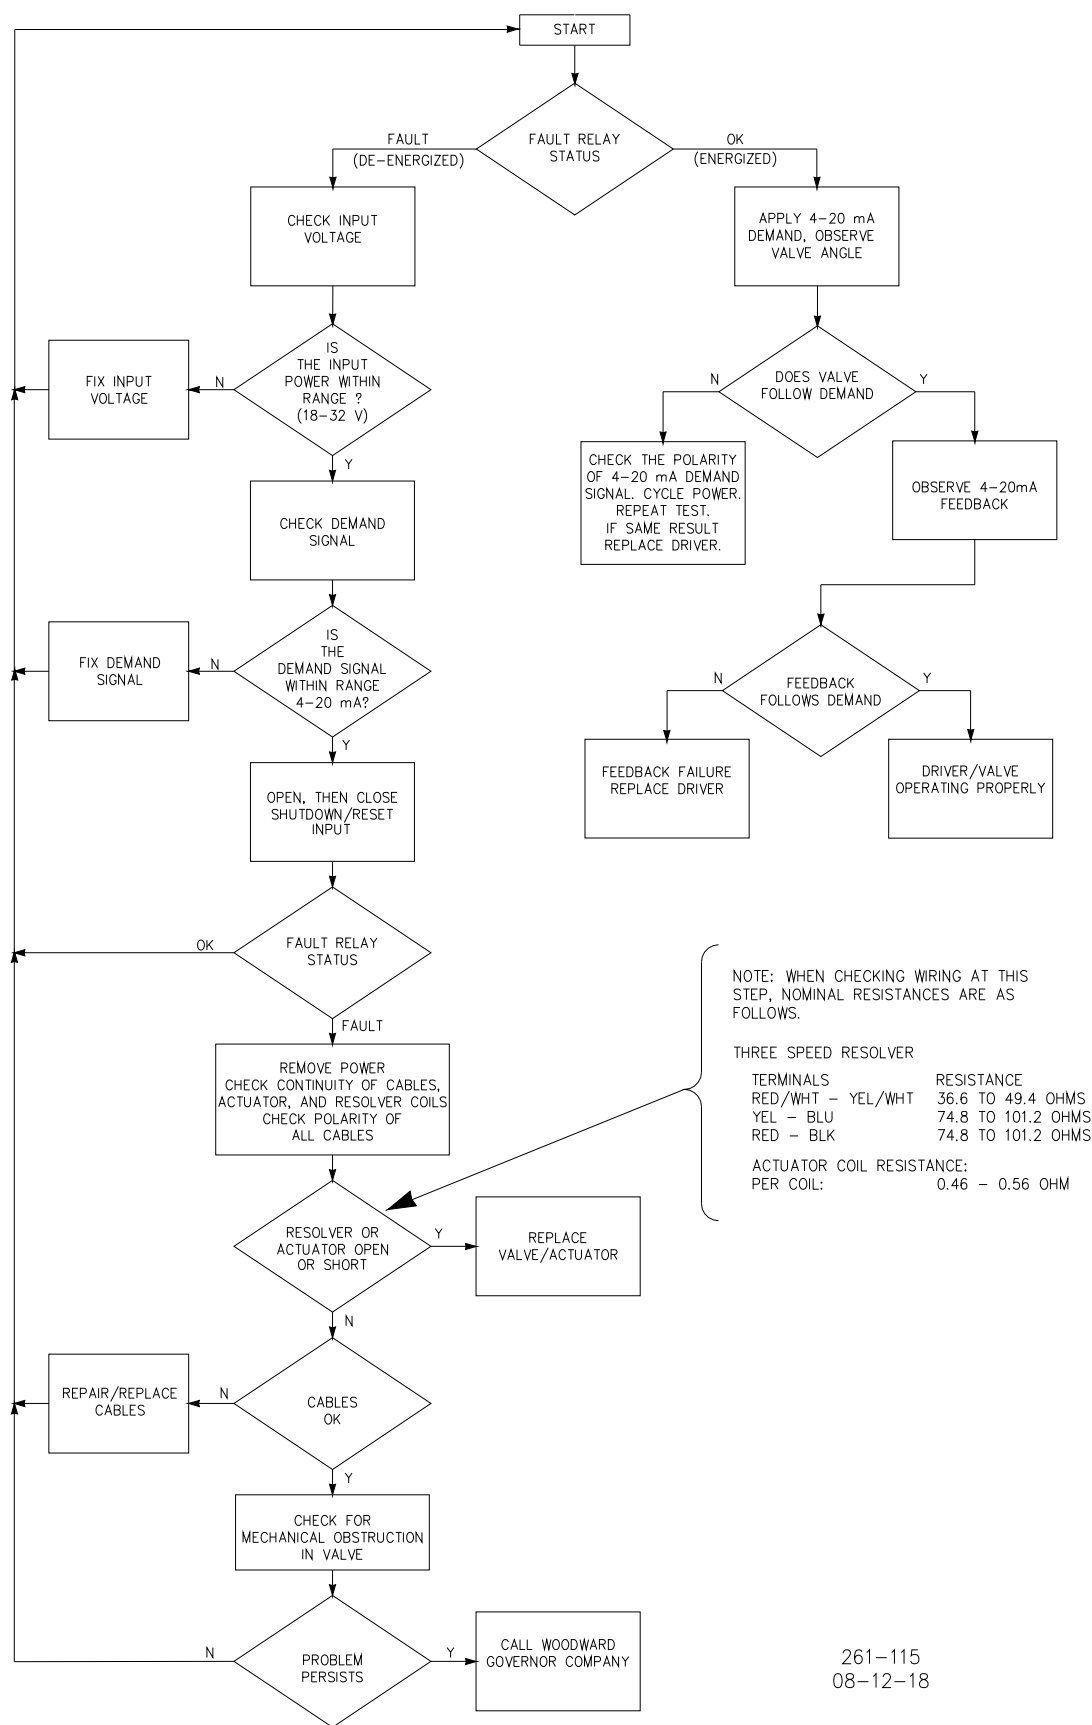 START
FAULT RELAY
STATUS
FAULT
(DE-ENERGIZED)
OK
(ENERGIZED)
CHECK INPUT
VOLTAGE
APPLY 4-20 mA
DEMAND, OBSERVE
VALVE ANGLE
IS
THE INPUT
POWER WITHIN
RANGE ?
(18-32 V)
N
FIX INPUT
VOLTAGE
Y
DOES VALVE
FOLLOW DEMAND
N
Y
CHECK THE POLARITY
OF 4-20 mA DEMAND
SIGNAL. CYCLE POWER.
REPEAT TEST.
IF SAME RESULT
REPLACE DRIVER.
OBSERVE 4-20mA
FEEDBACK
CHECK DEMAND
SIGNAL
IS
THE
DEMAND SIGNAL
WITHIN RANGE
4-20 mA?
N
FIX DEMAND
SIGNAL
Y
FEEDBACK
FOLLOWS DEMAND
N
Y
FEEDBACK FAILURE
REPLACE DRIVER
DRIVER/VALVE
OPERATING PROPERLY
OPEN, THEN CLOSE
SHUTDOWN/RESET
INPUT
FAULT RELAY
STATUS
OK
FAULT
REMOVE POWER
CHECK CONTINUITY OF CABLES,
ACTUATOR, AND RESOLVER COILS
CHECK POLARITY OF
ALL CABLES
NOTE: WHEN CHECKING WIRING AT THIS
STEP, NOMINAL RESISTANCES ARE AS
FOLLOWS.
THREE SPEED RESOLVER
TERMINALS RESISTANCE
RED/WHT - YEL/WHT 36.6 TO 49.4 OHMS
YEL - BLU 74.8 TO 101.2 OHMS
RED - BLK 74.8 TO 101.2 OHMS
ACTUATOR COIL RESISTANCE:
PER COIL: 0.46 - 0.56 OHM
RESOLVER OR
ACTUATOR OPEN
OR SHORT
Y
REPLACE
VALVE/ACTUATOR
N
CABLES
OK
N
REPAIR/REPLACE
CABLES
Y
CHECK FOR
MECHANICAL OBSTRUCTION
IN VALVE
PROBLEM
PERSISTS
N
Y
CALL WOODWARD
GOVERNOR COMPANY
261-115
08-12-18